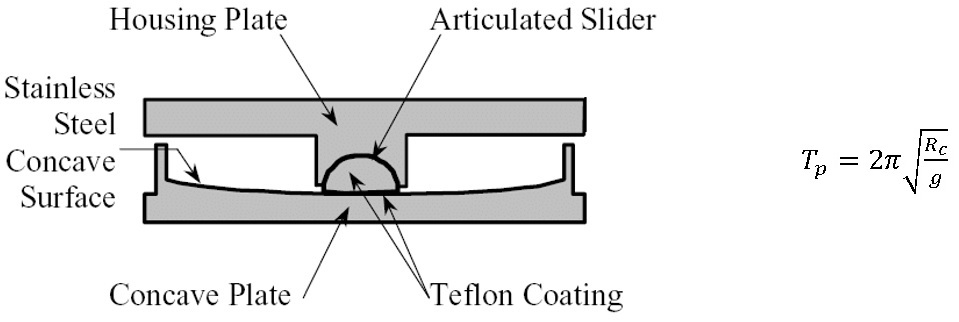 Housing Plate
Articulated Slider
Stainless
Steel
Concave
Surface
Concave Plate
Teflon Coating
T_p = 2π√(R_c/g)